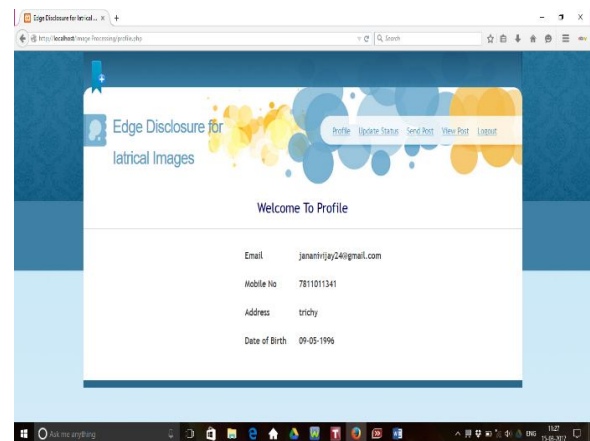 Edge Disclosure for Iatrical ... × +
http://localhost/Image Processing/profile.php
Search
Edge Disclosure for
Iatrical Images
Profile Update Status Send Post View Post Logout
Welcome To Profile
Email jananivijay24@gmail.com
Mobile No 7811011341
Address trichy
Date of Birth 09-05-1996
Ask me anything
ENG
11:27